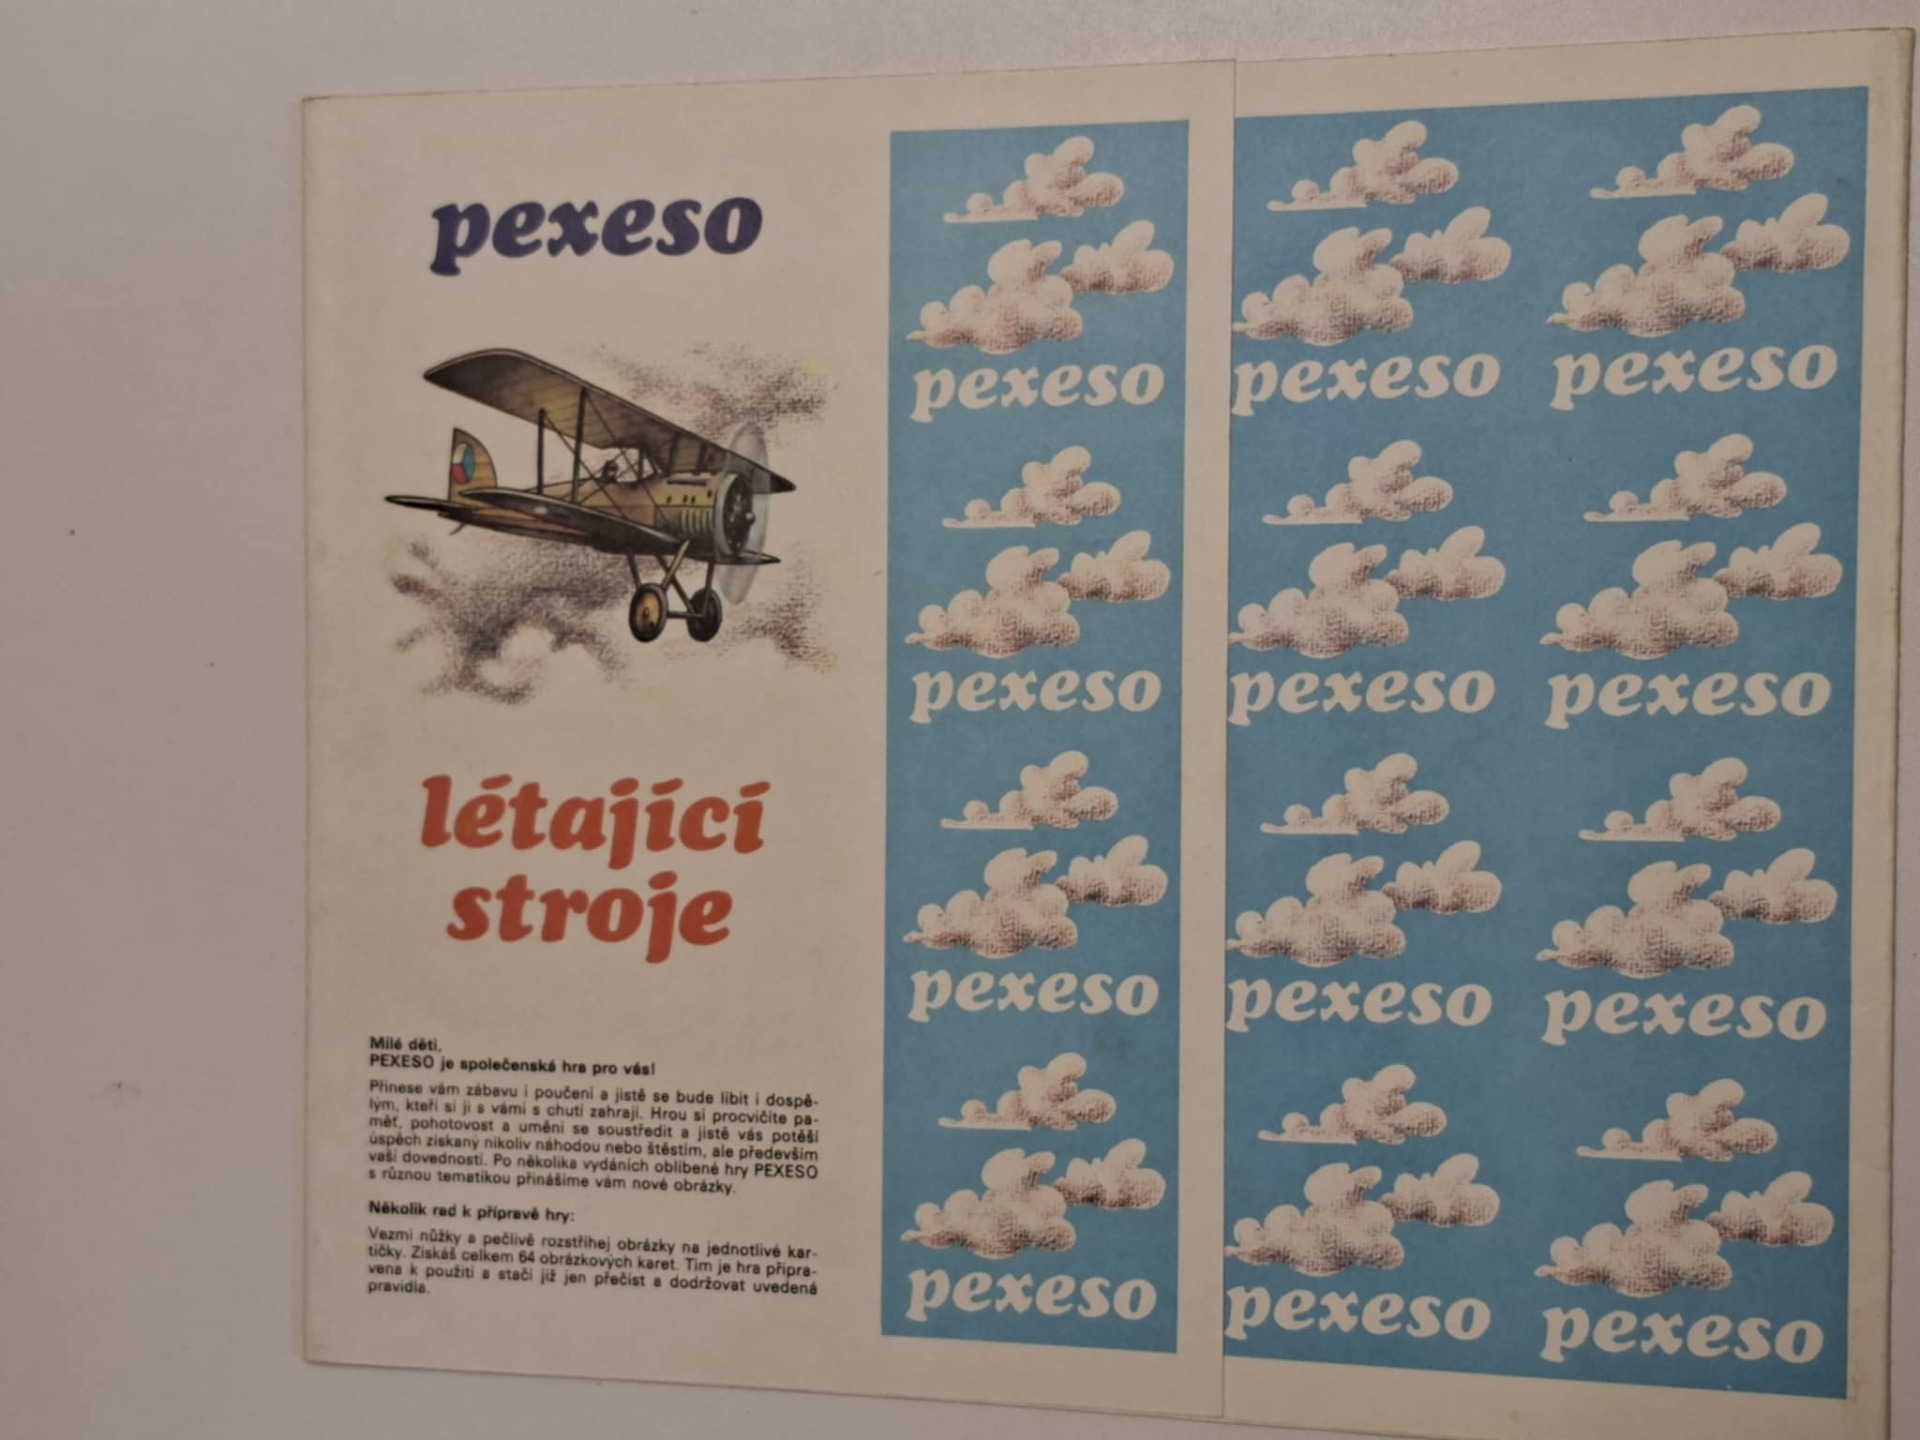 pexeso
létající
stroje
Milé děti,
PEXESO je společenská hra pro vás!
Přinese vám zábavu i poučení a jistě se bude líbit i dospě-
lým, kteří si ji s vámi s chutí zahrají. Hrou si procvičíte pa-
měť, pohotovost a umění se soustředit a jistě vás potěší
úspěch získaný nikoliv náhodou nebo štěstím, ale především
vaší dovedností. Po několika vydáních oblíbené hry PEXESO
s různou tematikou přinášíme vám nové obrázky.
Několik rad k přípravě hry:
Vezmi nůžky a pečlivě rozstříhej obrázky na jednotlivé kar-
tičky. Získáš celkem 64 obrázkových karet. Tím je hra připra-
vena k použití a stačí již jen přečíst a dodržovat uvedená
pravidla.
pexeso
pexeso
pexeso
pexeso
pexeso
pexeso
pexeso
pexeso
pexeso
pexeso
pexeso
pexeso